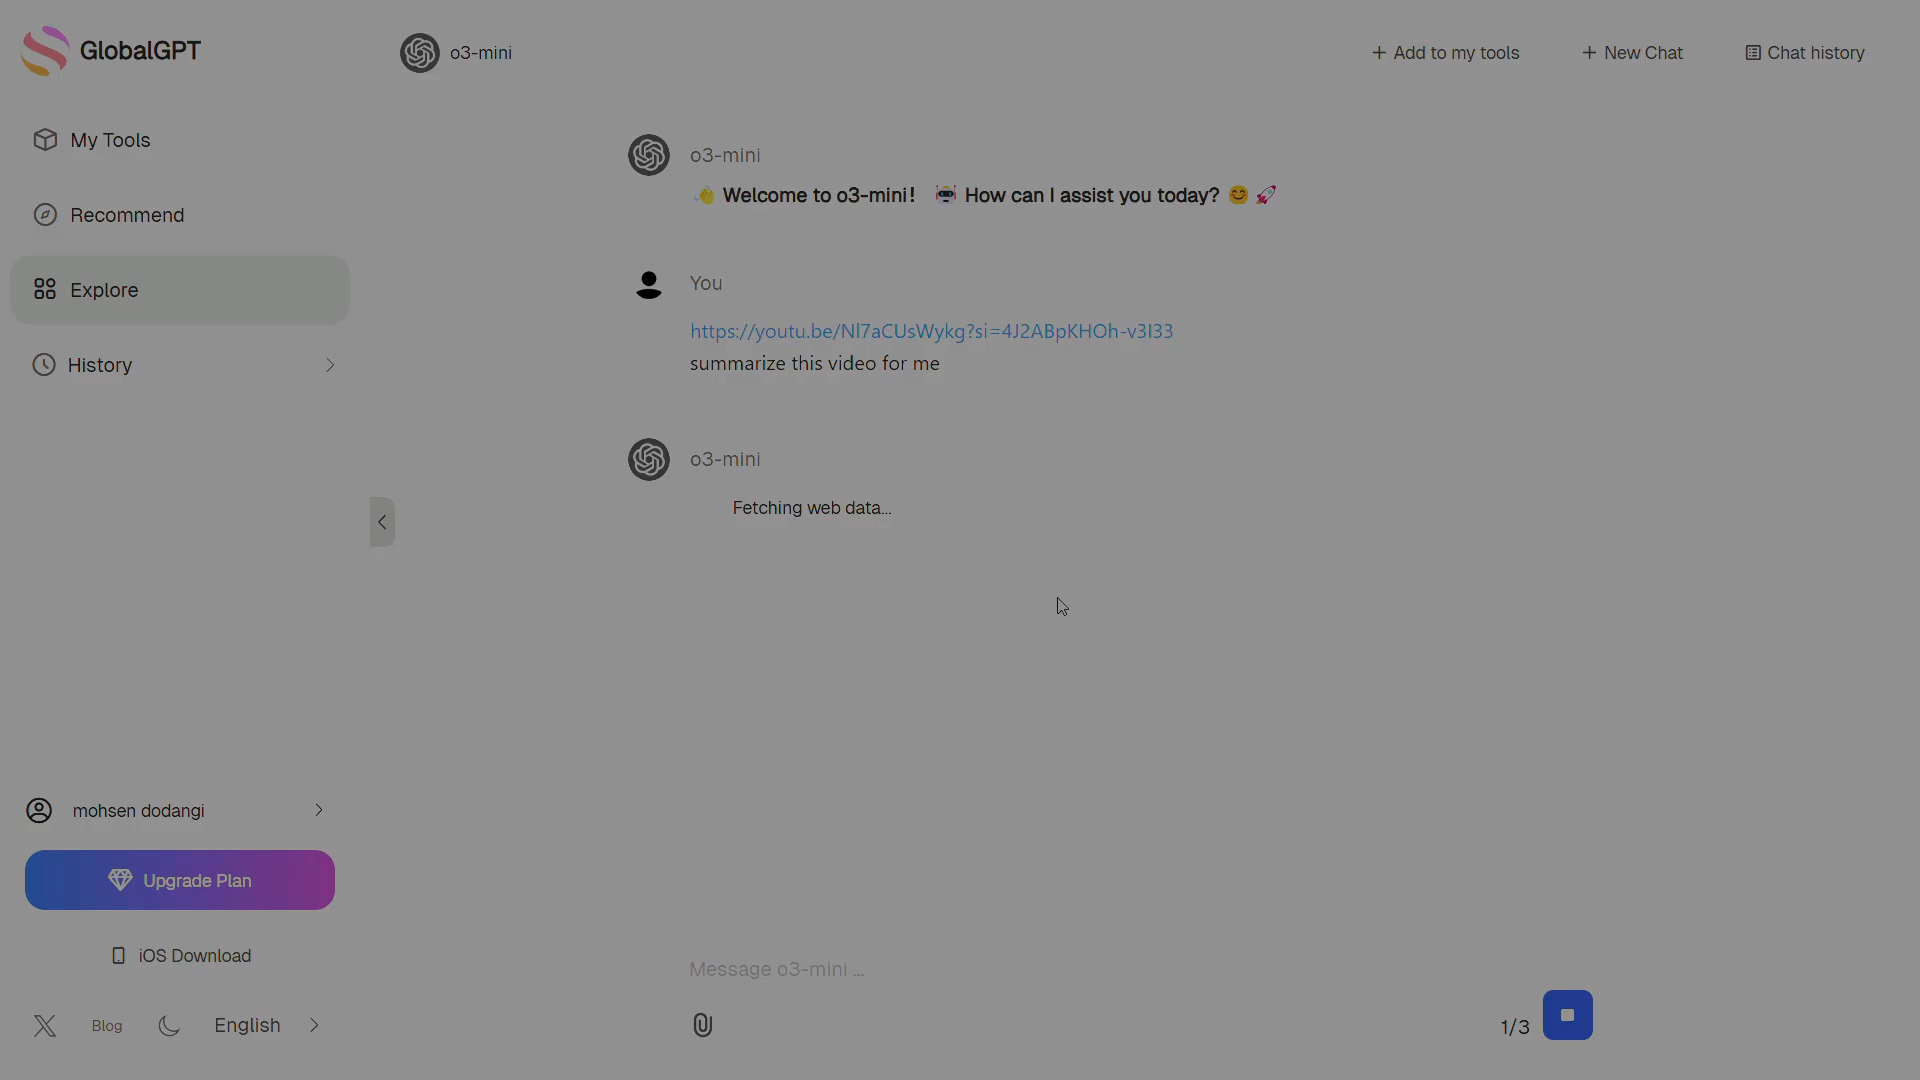 GlobalGPT
o3-mini
+ Add to my tools
+ New Chat
Chat history
My Tools
Recommend
Explore
History
o3-mini
👋 Welcome to o3-mini! 🤖 How can I assist you today? 😊 🚀
You
https://youtu.be/Nl7aCUsWykg?si=4J2ABpKHOh-v3I33
summarize this video for me
o3-mini
Fetching web data...
mohsen dodangi
Upgrade Plan
iOS Download
Blog
English
Message o3-mini ...
1/3